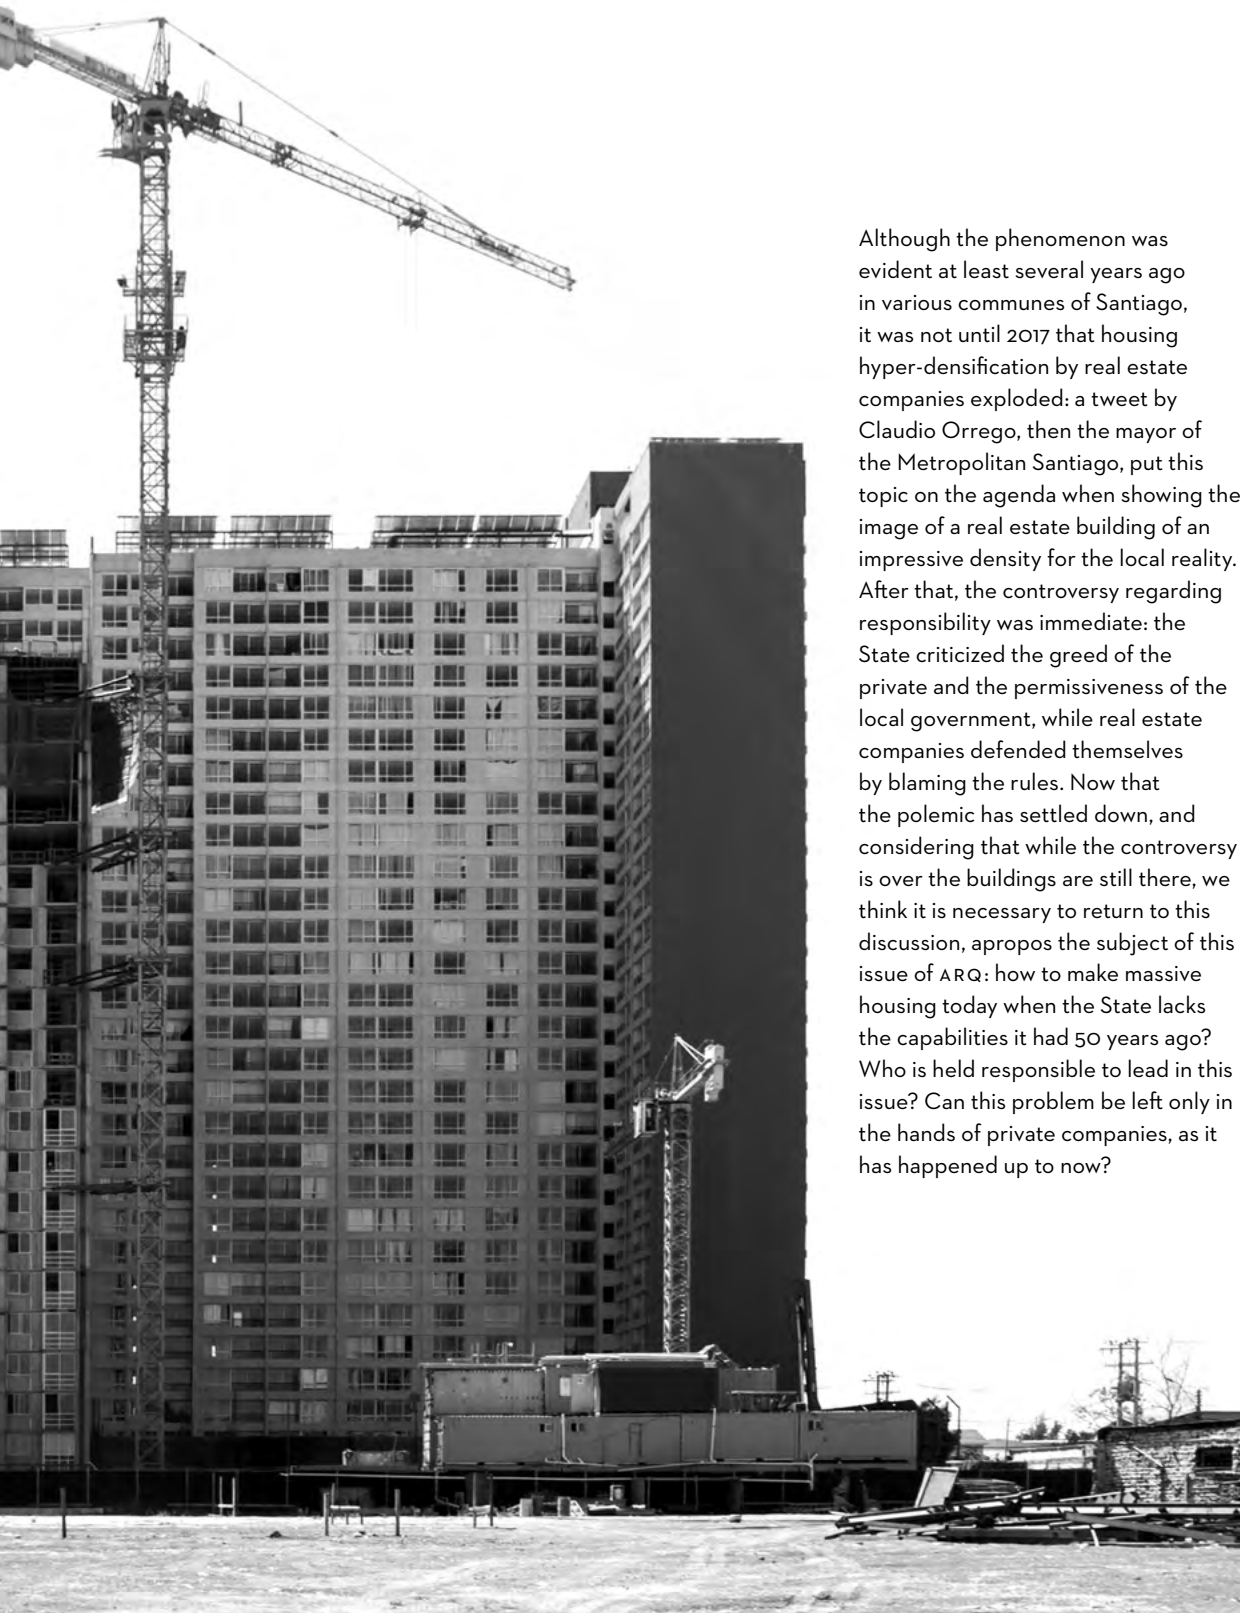 Although the phenomenon was
evident at least several years ago
in various communes of Santiago,
it was not until 2017 that housing
hyper-densification by real estate
companies exploded: a tweet by
Claudio Orrego, then the mayor of
the Metropolitan Santiago, put this
topic on the agenda when showing the
image of a real estate building of an
impressive density for the local reality.
After that, the controversy regarding
responsibility was immediate: the
State criticized the greed of the
private and the permissiveness of the
local government, while real estate
companies defended themselves
by blaming the rules. Now that
the polemic has settled down, and
considering that while the controversy
is over the buildings are still there, we
think it is necessary to return to this
discussion, apropos the subject of this
issue of ARQ: how to make massive
housing today when the State lacks
the capabilities it had 50 years ago?
Who is held responsible to lead in this
issue? Can this problem be left only in
the hands of private companies, as it
has happened up to now?